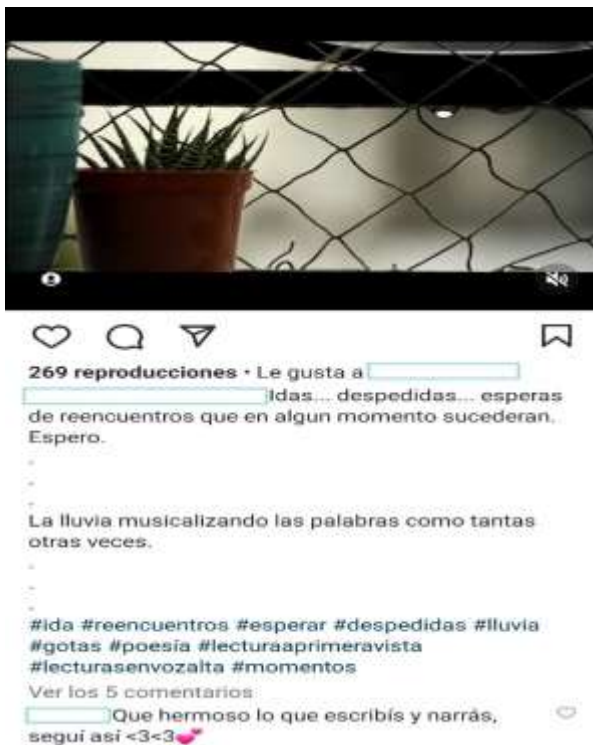 269 reproducciones • Le gusta a
Idas... despedidas... esperas
de reencuentros que en algun momento sucederan.
Espero.
.
.
.
La lluvia musicalizando las palabras como tantas
otras veces.
.
.
.
#ida #reencuentros #esperar #despedidas #lluvia
#gotas #poesía #lecturaaprimeravista
#lecturasenvozalta #momentos
Ver los 5 comentarios
Que hermoso lo que escribís y narrás,
seguí así <3<3💕